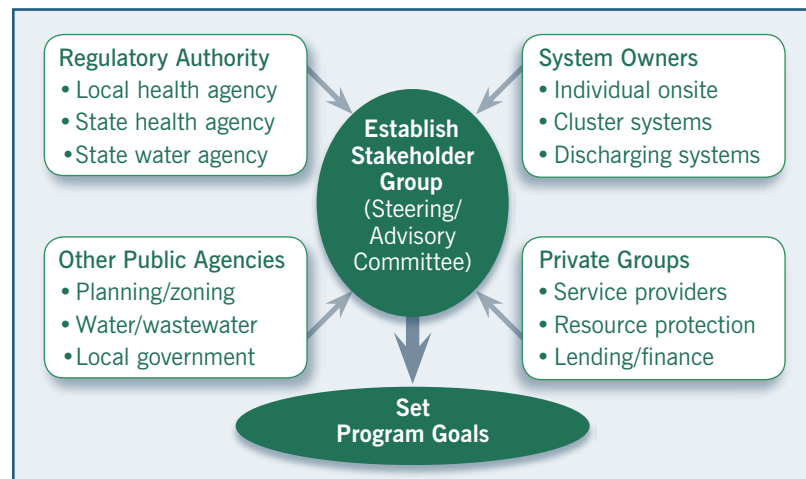 Regulatory Authority
• Local health agency
• State health agency
• State water agency
System Owners
• Individual onsite
• Cluster systems
• Discharging systems
Establish
Stakeholder
Group
(Steering/
Advisory
Committee)
Other Public Agencies
• Planning/zoning
• Water/wastewater
• Local government
Private Groups
• Service providers
• Resource protection
• Lending/finance
Set
Program Goals